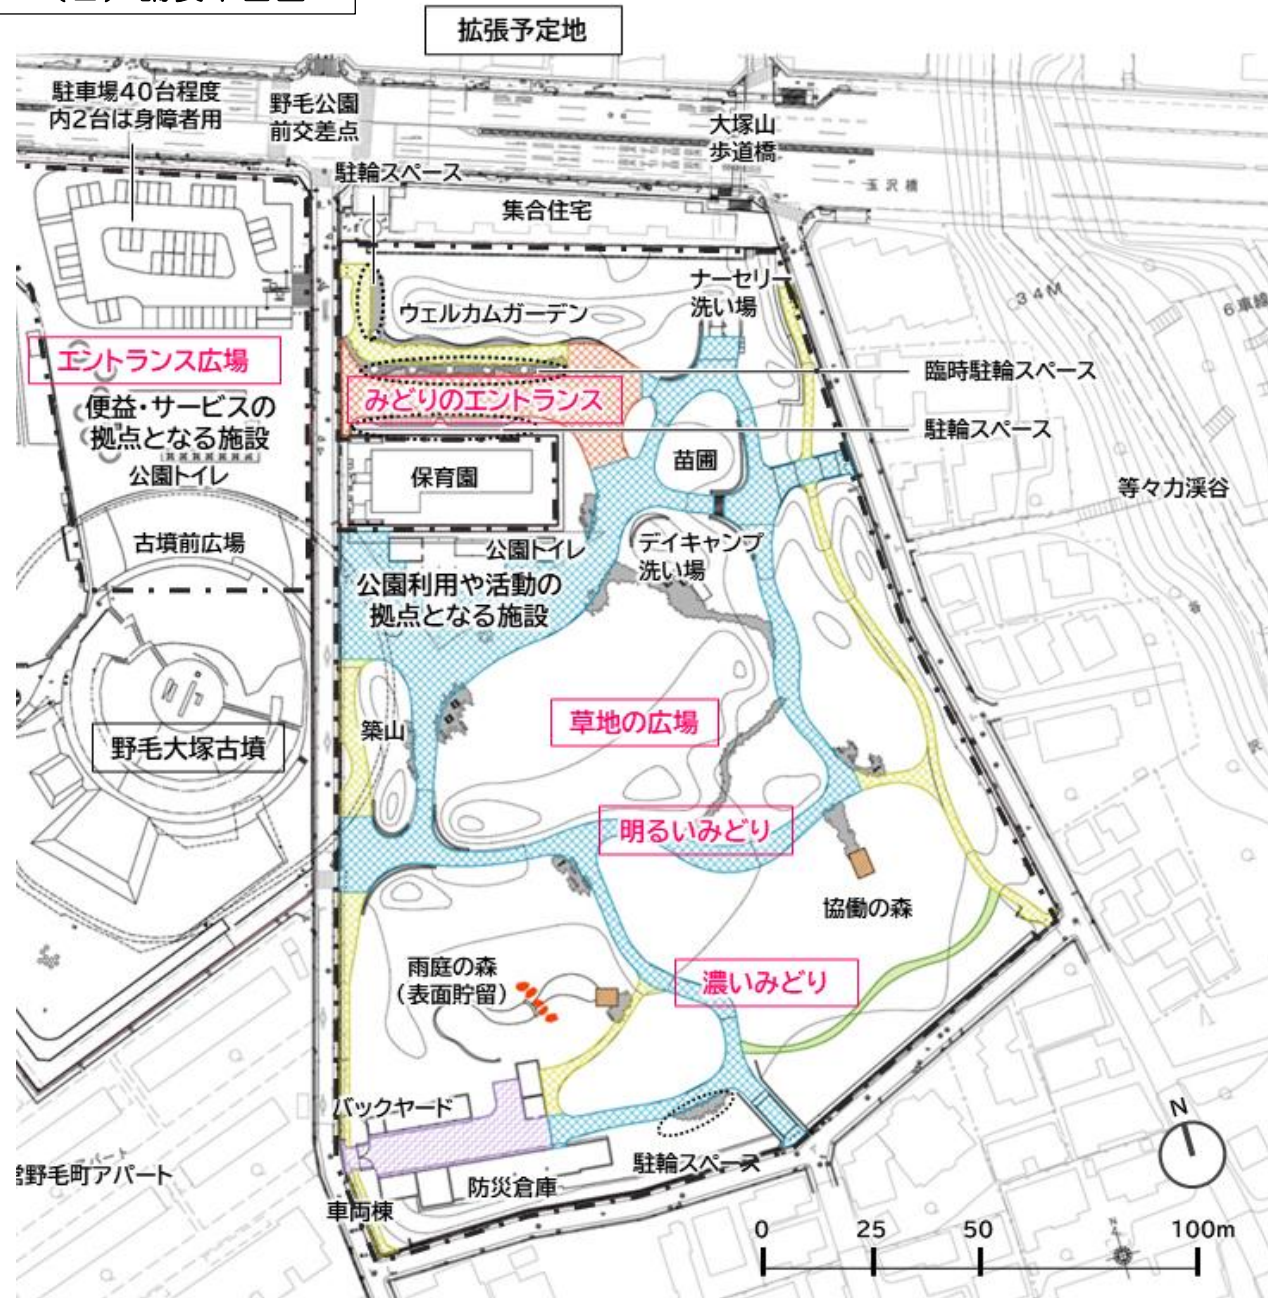 拡張予定地
駐車場40台程度
内2台は身障者用
野毛公園
前交差点
大塚山
歩道橋
玉沢橋
駐輪スペース
集合住宅
ナーセリー
洗い場
34M
6車線
ウェルカムガーデン
エントランス広場
臨時駐輪スペース
みどりのエントランス
便益・サービスの
拠点となる施設
駐輪スペース
公園トイレ
保育園
苗圃
等々力渓谷
古墳前広場
公園トイレ
デイキャンプ
洗い場
公園利用や活動の
拠点となる施設
築山
草地の広場
野毛大塚古墳
明るいみどり
協働の森
雨庭の森
(表面貯留)
濃いみどり
バックヤード
N
駐輪スペース
営野毛町アパート
アパート
防災倉庫
車両棟
0 25 50 100m
N